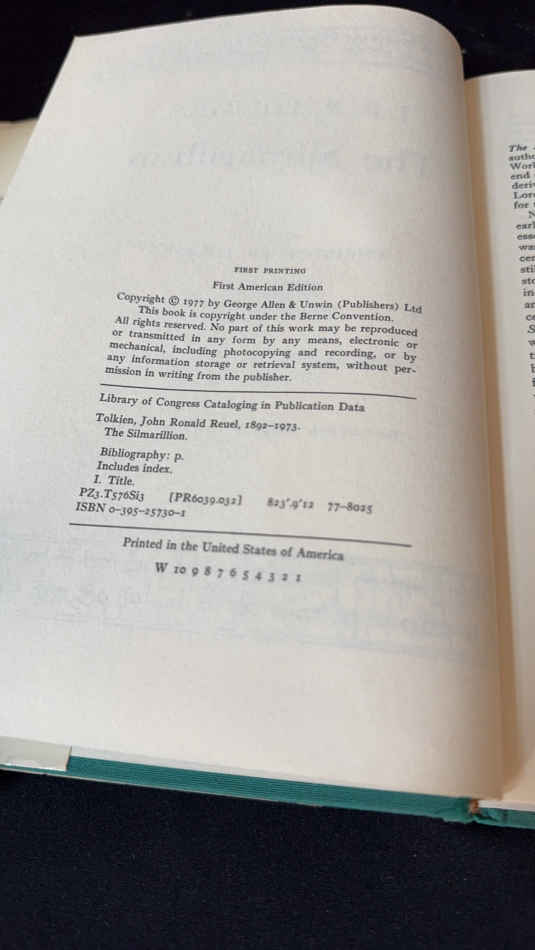 FIRST PRINTING
First American Edition
Copyright © 1977 by George Allen & Unwin (Publishers) Ltd
This book is copyright under the Berne Convention.
All rights reserved. No part of this work may be reproduced
or transmitted in any form by any means, electronic or
mechanical, including photocopying and recording, or by
any information storage or retrieval system, without per-
mission in writing from the publisher.
Library of Congress Cataloging in Publication Data
Tolkien, John Ronald Reuel, 1892–1973.
The Silmarillion.
Bibliography: p.
Includes index.
I. Title.
PZ3.T576Si3 [PR6039.032] 823'.9'12 77–8025
ISBN 0–395–25730–1
Printed in the United States of America
W 10 9 8 7 6 5 4 3 2 1
The
Worl
end
for